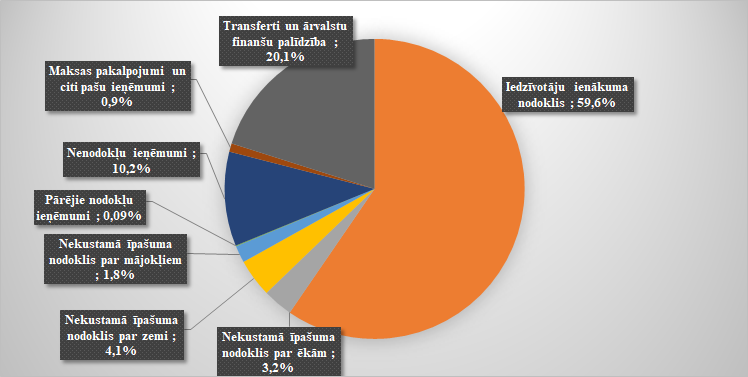 Transferti un ārvalstu
finanšu palīdzība ;
20,1%
Iedzīvotāju ienākuma
nodoklis ; 59,6%
Maksas pakalpojumi un
citi pašu ieņēmumi ;
0,9%
Nenodokļu ieņēmumi ;
10,2%
Pārējie nodokļu
ieņēmumi ; 0,09%
Nekustamā īpašuma
nodoklis par mājokļiem
; 1,8%
Nekustamā īpašuma
nodoklis par zemi ;
4,1%
Nekustamā īpašuma
nodoklis par ēkām ;
3,2%